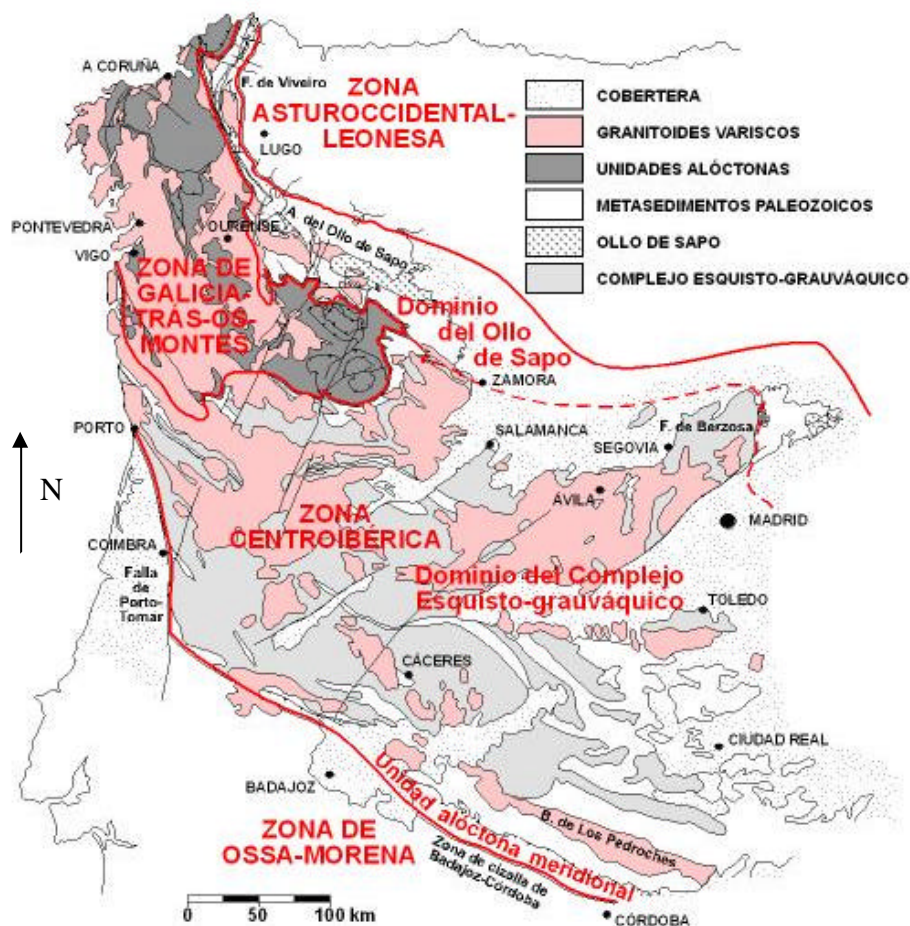 A CORUÑA
F. de Viveiro
ZONA
ASTUROCCIDENTAL-
LEONESA
LUGO
COBERTERA
GRANITOIDES VARISCOS
UNIDADES ALÓCTONAS
METASEDIMENTOS PALEOZOICOS
OLLO DE SAPO
COMPLEJO ESQUISTO-GRAUVÁQUICO
PONTEVEDRA
OURENSE
A. del Ollo de Sapo
VIGO
ZONA DE
GALICIA-
TRÁS-OS-
MONTES
Dominio
del Ollo
de Sapo
ZAMORA
PORTO
SALAMANCA
SEGOVIA
F. de Berzosa
N
ÁVILA
ZONA
CENTROIBÉRICA
MADRID
COIMBRA
Falla
de
Porto-
Tomar
Dominio del Complejo
Esquisto-grauváquico
TOLEDO
CÁCERES
CIUDAD REAL
BADAJOZ
Unidad alóctona meridional
B. de Los Pedroches
ZONA DE
OSSA-MORENA
Zona de cizalla de
Badajoz-Córdoba
0 50 100 km
CÓRDOBA